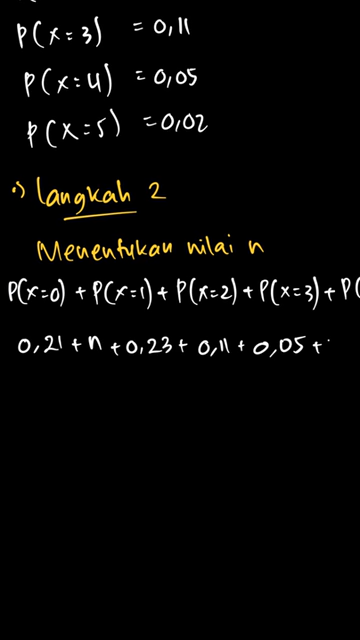 P(x=3) = 0,11
P(x=4) = 0,05
P(x=5) = 0,02
•) Langkah 2
Menentukan nilai n
P(x=0) + P(x=1) + P(x=2) + P(x=3) + P(
0,21 + n + 0,23 + 0,11 + 0,05 +